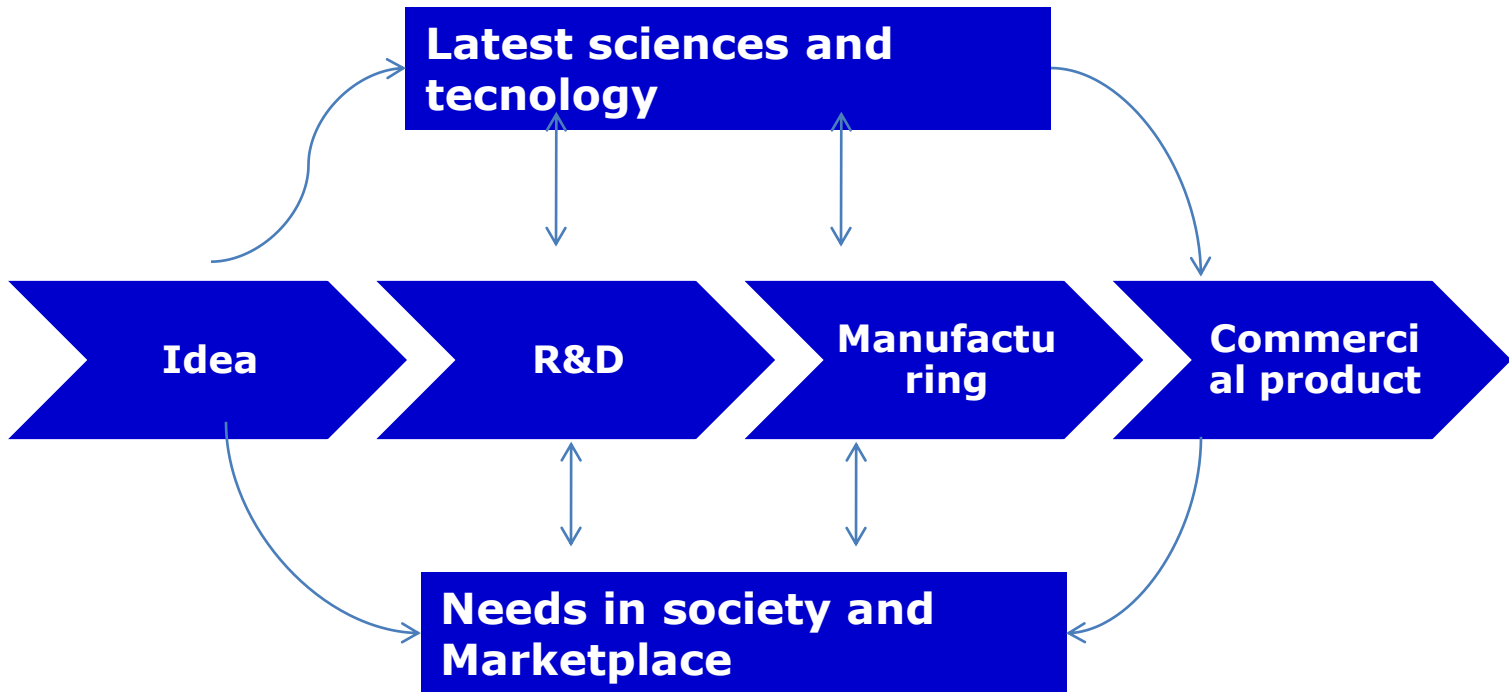 Latest sciences and
tecnology
Idea
R&D
Manufactu
ring
Commerci
al product
Needs in society and
Marketplace